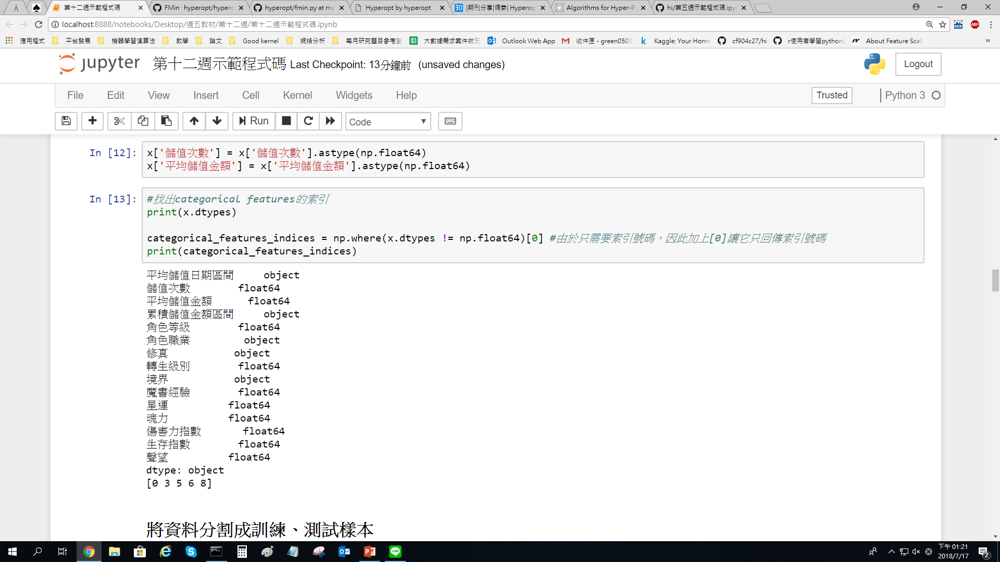 第十二週示範程式碼
FMin · hyperopt/hypero
hyperopt/fmin.py at ma
Hyperopt by hyperopt
|期刊分享|调参| Hyperop
Algorithms for Hyper-Pa
hi/第五週示範程式碼.ipyn
localhost:8888/notebooks/Desktop/週五教材/第十二週/第十二週示範程式碼.ipynb
NEW
ABP
應用程式
平台發展
機器學習演算法
教學
論文
Good kernel
網絡分析
每月研究題目參考資
大數據需求案件狀況
Outlook Web App
收件匣 - green0503
Kaggle: Your Home
cf904c27/hi
r使用者學習python
About Feature Scali
»
jupyter 第十二週示範程式碼 Last Checkpoint: 13分鐘前 (unsaved changes)
Logout
File Edit View Insert Cell Kernel Widgets Help
Trusted
Python 3
Run
Code
In [12]:
x['儲值次數'] = x['儲值次數'].astype(np.float64)
x['平均儲值金額'] = x['平均儲值金額'].astype(np.float64)
In [13]:
#找出categorical features的索引
print(x.dtypes)
categorical_features_indices = np.where(x.dtypes != np.float64)[0] #由於只需要索引號碼，因此加上[0]讓它只回傳索引號碼
print(categorical_features_indices)
平均儲值日期區間 object
儲值次數 float64
平均儲值金額 float64
累積儲值金額區間 object
角色等級 float64
角色職業 object
修真 object
轉生級別 float64
境界 object
魔書經驗 float64
星運 float64
魂力 float64
傷害力指數 float64
生存指數 float64
聲望 float64
dtype: object
[0 3 5 6 8]
將資料分割成訓練、測試樣本
下午 01:21
2018/7/17
2